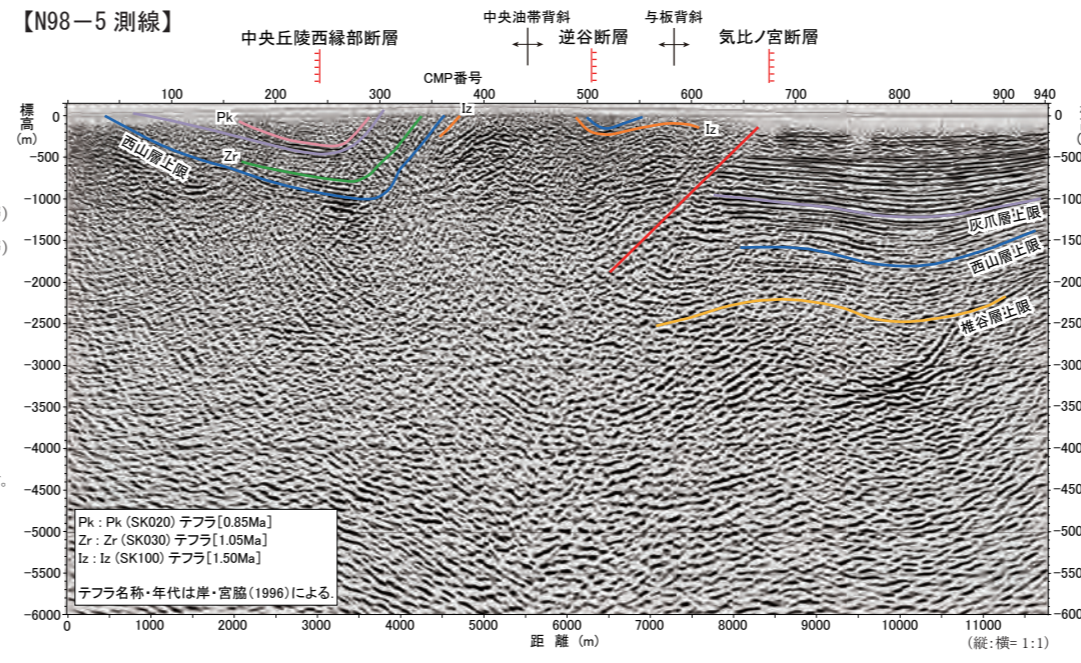 【N98－5 測線】
中央油帯背斜
与板背斜
中央丘陵西縁部断層
逆谷断層
気比ノ宮断層
CMP番号
100 200 300 400 500 600 700 800 900 940
標高(m)
0
-500
-1000
-1500
-2000
-2500
-3000
-3500
-4000
-4500
-5000
-5500
-6000
Pk
Iz
Iz
Zr
西山層上限
灰爪層上限
西山層上限
椎谷層上限
Pk : Pk (SK020) テフラ[0.85Ma]
Zr : Zr (SK030) テフラ[1.05Ma]
Iz : Iz (SK100) テフラ[1.50Ma]
テフラ名称・年代は岸・宮脇(1996)による.
0 1000 2000 3000 4000 5000 6000 7000 8000 9000 10000 11000
距 離 (m)
(縦:横= 1:1)